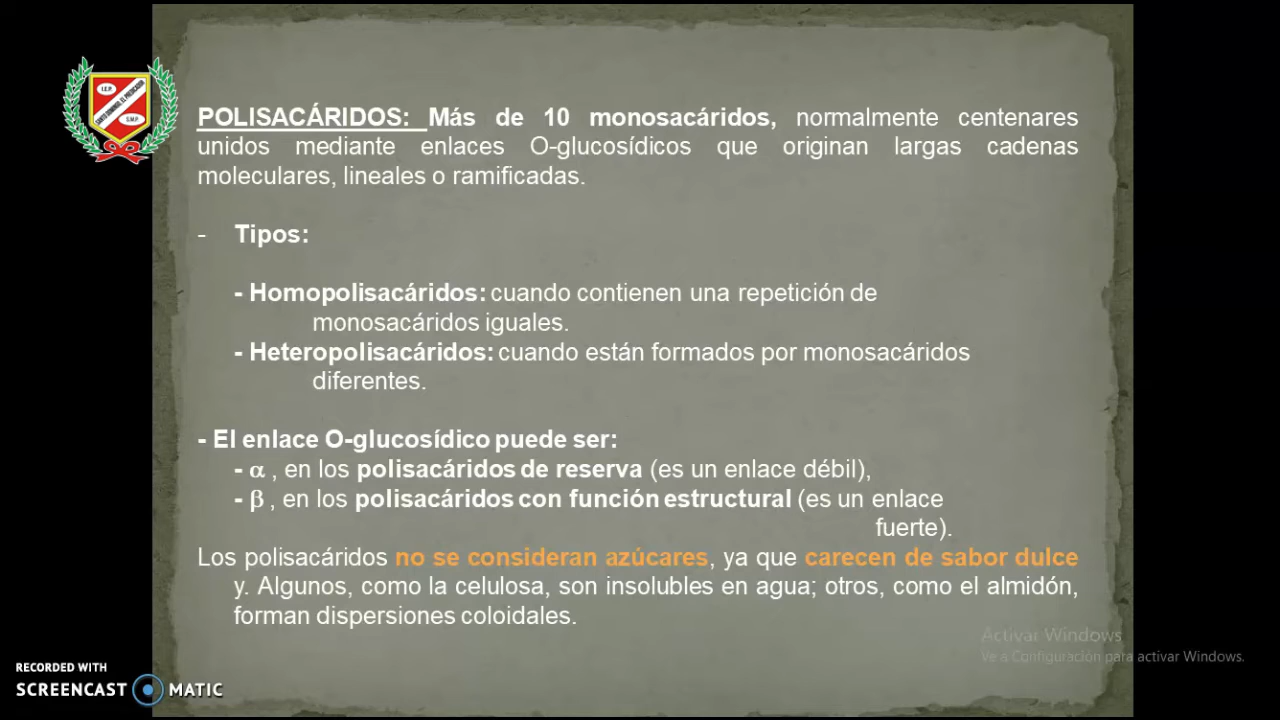 I.E.P.
SANTO DOMINGO EL PREDICADOR
S.M.P.
POLISACÁRIDOS: Más de 10 monosacáridos, normalmente centenares
unidos mediante enlaces O-glucosídicos que originan largas cadenas
moleculares, lineales o ramificadas.
- Tipos:
- Homopolisacáridos: cuando contienen una repetición de
monosacáridos iguales.
- Heteropolisacáridos: cuando están formados por monosacáridos
diferentes.
- El enlace O-glucosídico puede ser:
- α , en los polisacáridos de reserva (es un enlace débil),
- β , en los polisacáridos con función estructural (es un enlace
fuerte).
Los polisacáridos no se consideran azúcares, ya que carecen de sabor dulce
y. Algunos, como la celulosa, son insolubles en agua; otros, como el almidón,
forman dispersiones coloidales.
Activar Windows
Ve a Configuración para activar Windows.
RECORDED WITH
SCREENCAST MATIC